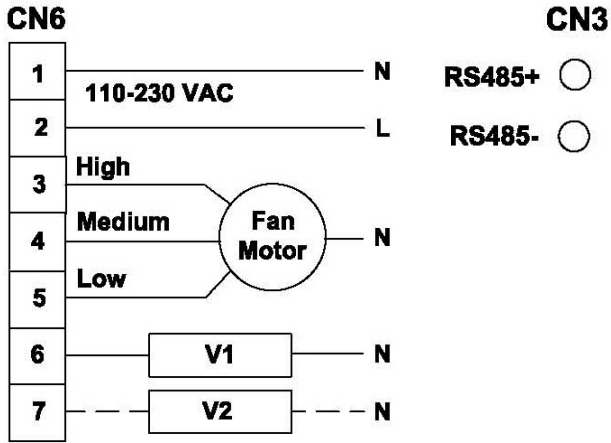 CN6
CN3
1
N
110-230 VAC
RS485+
2
L
RS485-
High
3
Medium
4
Fan
Motor
N
Low
5
6
V1
N
7
V2
N